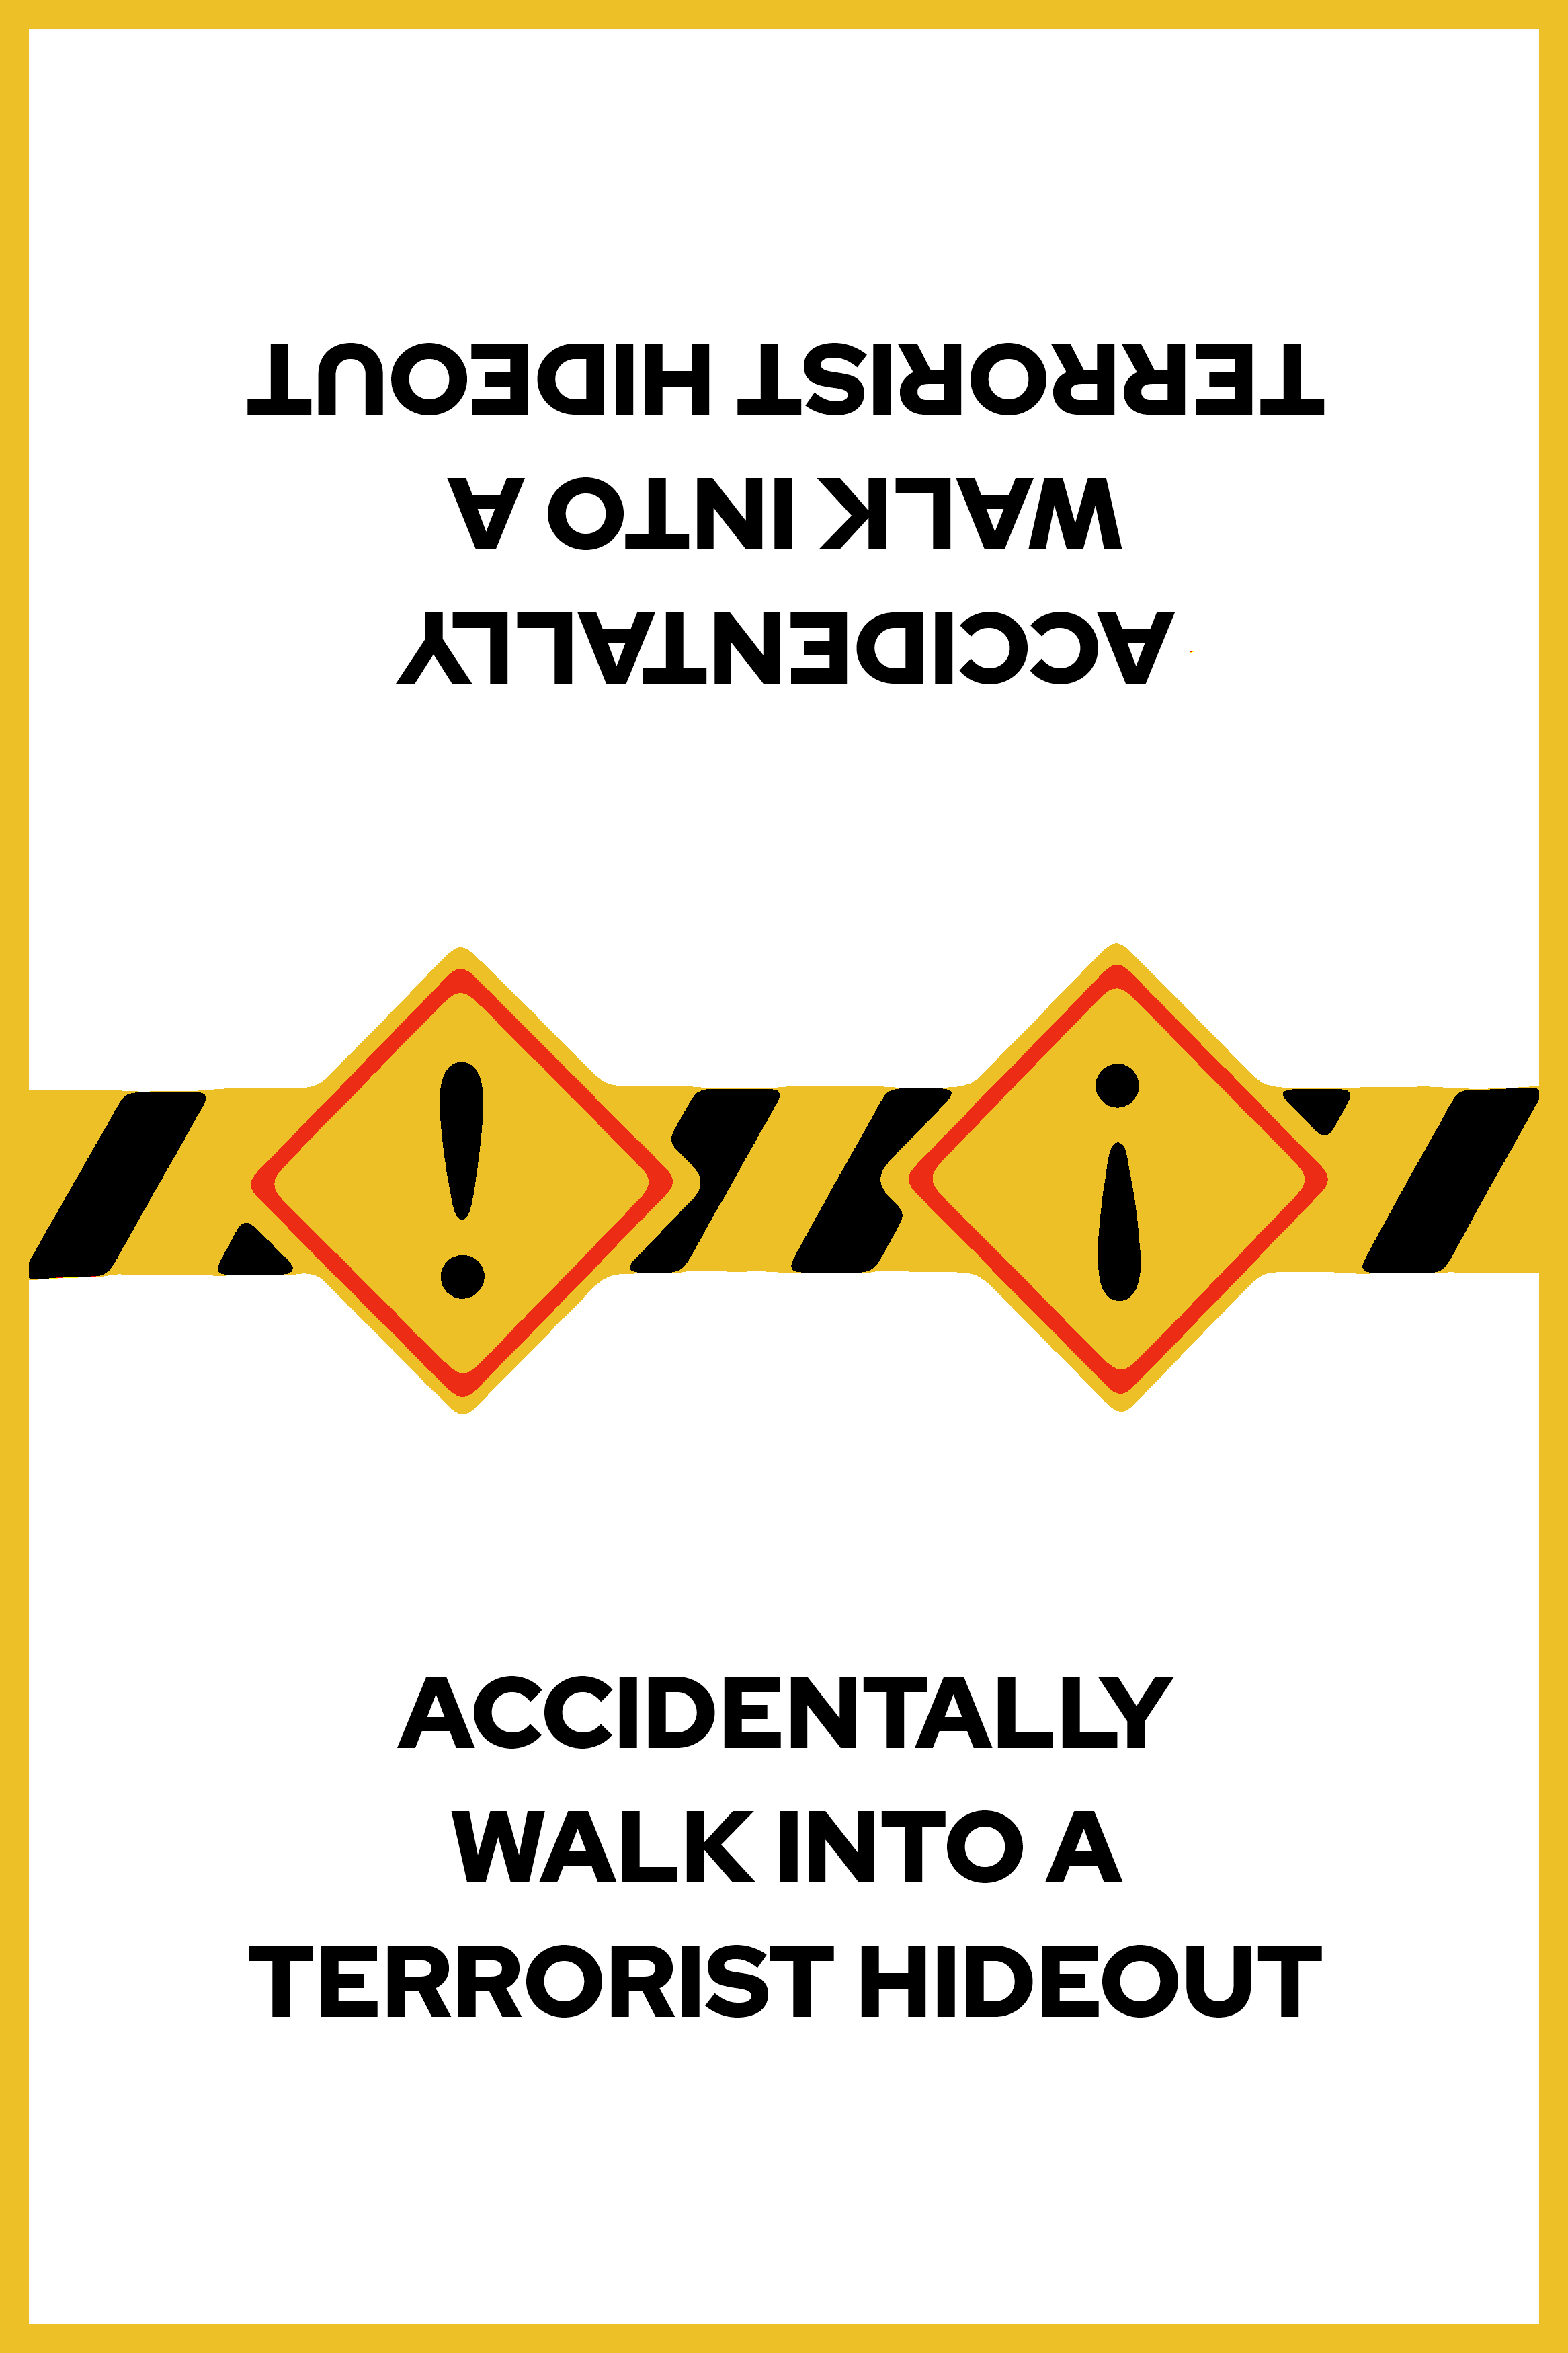 ACCIDENTALLY
WALK INTO A
TERRORIST HIDEOUT
!
¡
ACCIDENTALLY
WALK INTO A
TERRORIST HIDEOUT